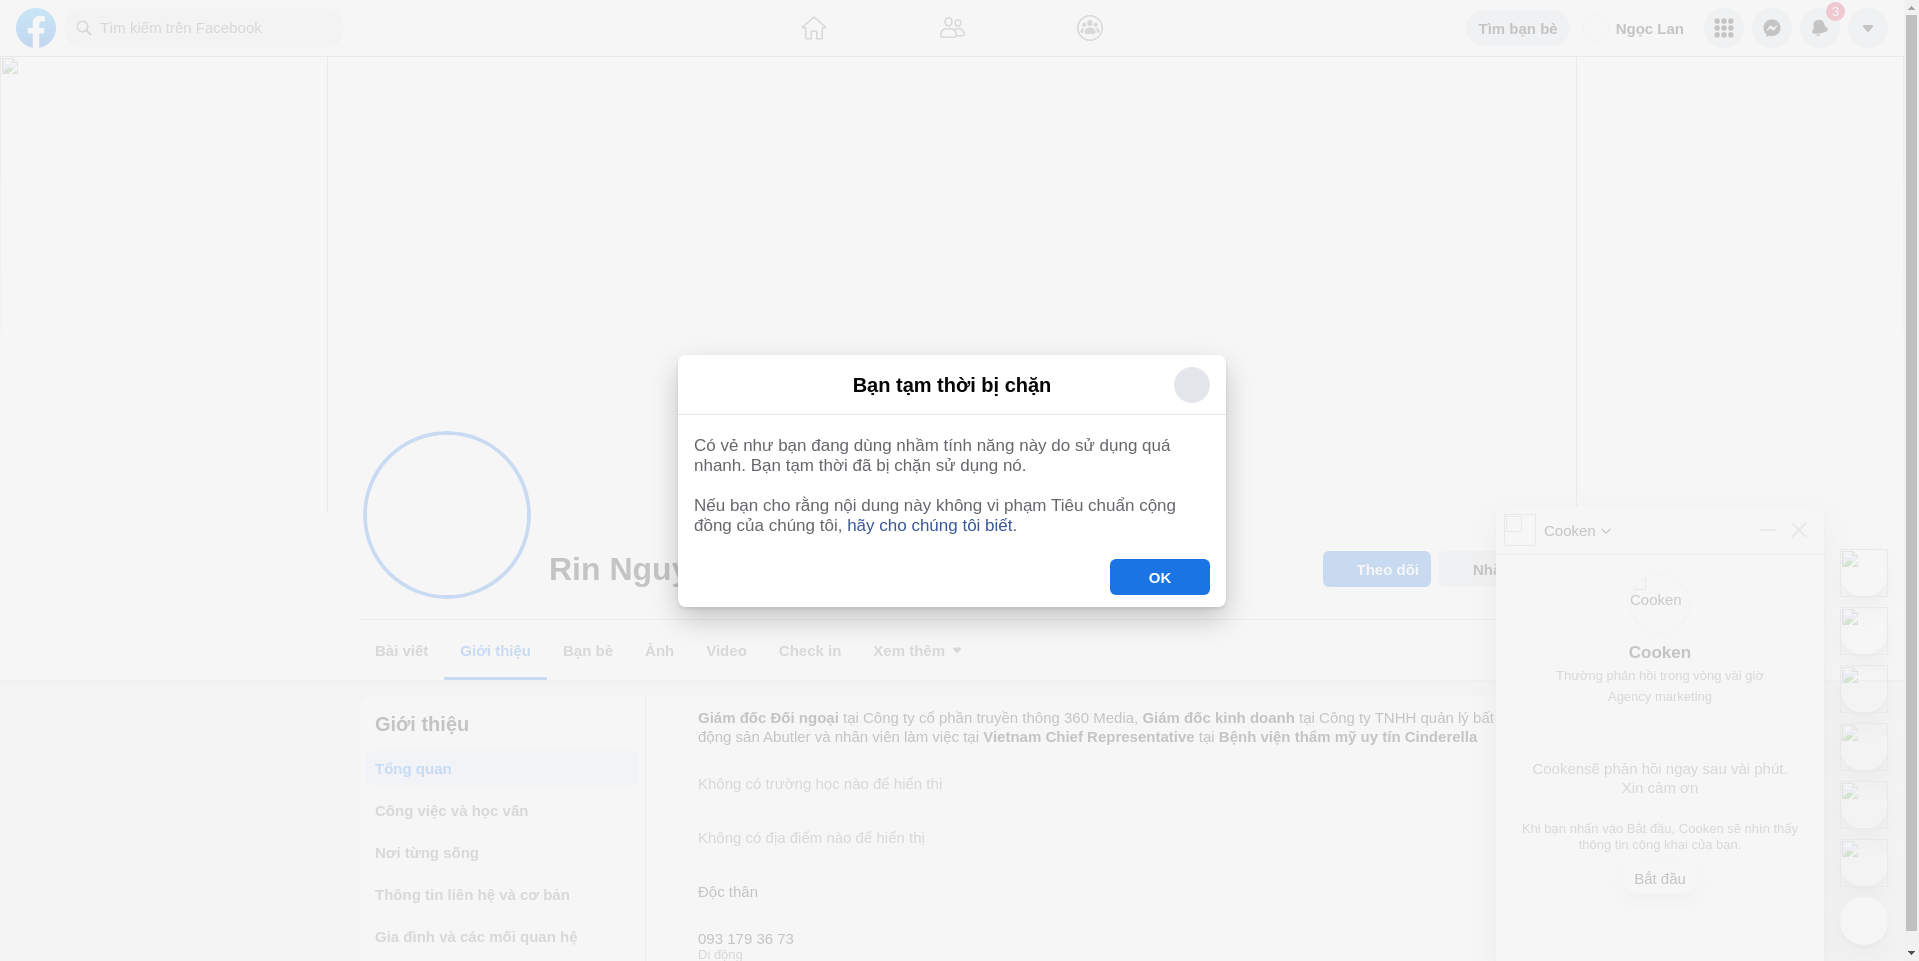 Tìm kiếm trên Facebook
Tìm bạn bè
Ngọc Lan
3
Bạn tạm thời bị chặn
Có vẻ như bạn đang dùng nhầm tính năng này do sử dụng quá
nhanh. Bạn tạm thời đã bị chặn sử dụng nó.
Nếu bạn cho rằng nội dung này không vi phạm Tiêu chuẩn cộng
đồng của chúng tôi, hãy cho chúng tôi biết.
OK
Rin Nguy
Theo dõi
Nh
Bài viết
Giới thiệu
Bạn bè
Ảnh
Video
Check in
Xem thêm
Giới thiệu
Tổng quan
Công việc và học vấn
Nơi từng sống
Thông tin liên hệ và cơ bản
Gia đình và các mối quan hệ
Giám đốc Đối ngoại tại Công ty cổ phần truyền thông 360 Media, Giám đốc kinh doanh tại Công ty TNHH quản lý bất
động sản Abutler và nhân viên làm việc tại Vietnam Chief Representative tại Bệnh viện thẩm mỹ uy tín Cinderella
Không có trường học nào để hiển thị
Không có địa điểm nào để hiển thị
Độc thân
093 179 36 73
Di động
Cooken
Cooken
Cooken
Thường phản hồi trong vòng vài giờ
Agency marketing
Cookensẽ phản hồi ngay sau vài phút.
Xin cảm ơn
Khi bạn nhấn vào Bắt đầu, Cooken sẽ nhìn thấy
thông tin công khai của bạn.
Bắt đầu